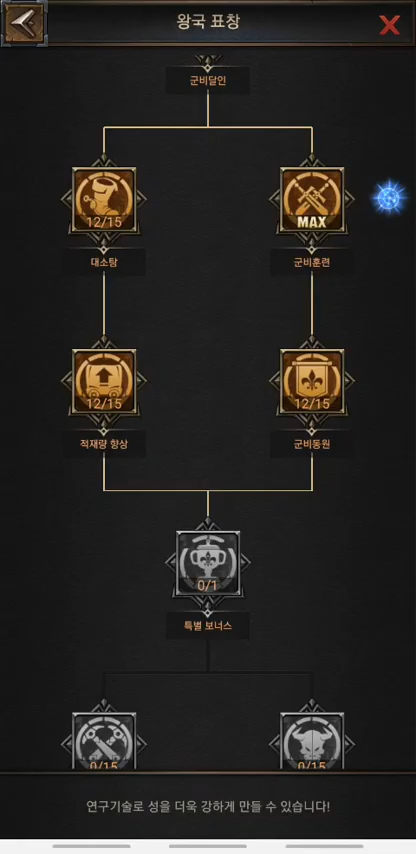 왕국 표창
군비달인
12/15
MAX
대소탕
군비훈련
12/15
12/15
적재량 향상
군비동원
0/1
특별 보너스
0/15
0/15
연구기술로 성을 더욱 강하게 만들 수 있습니다!